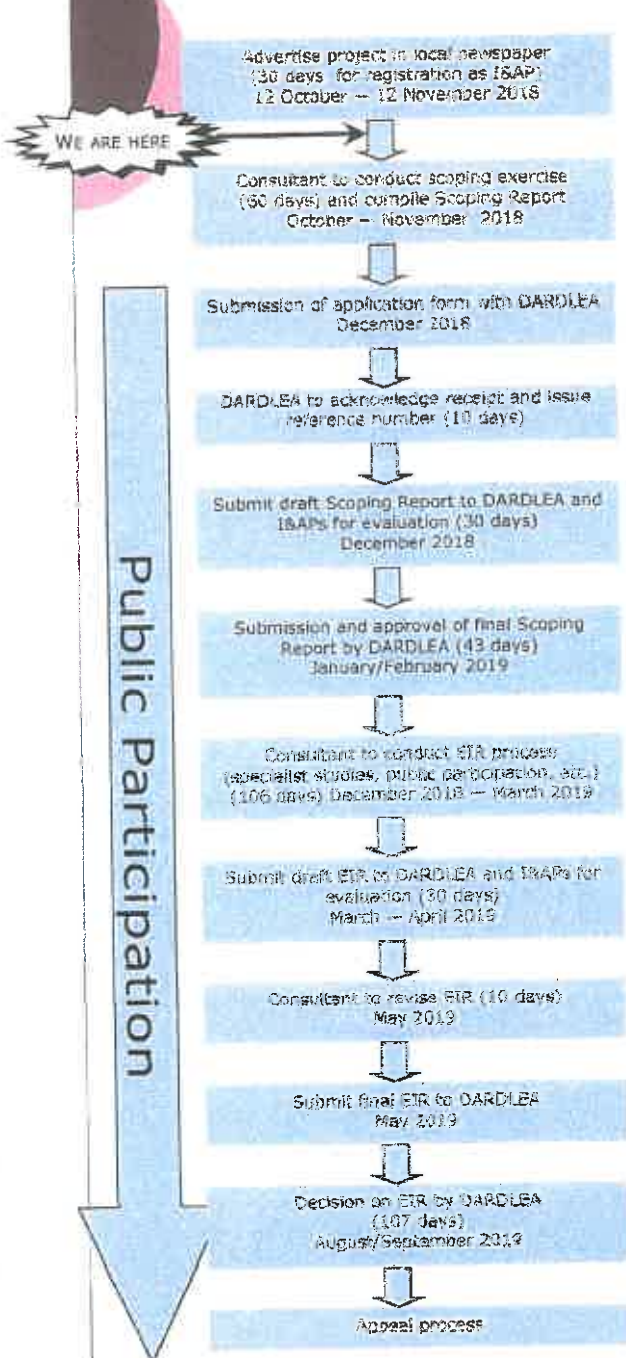 Advertise project in local newspaper
(30 days for registration as I&AP)
12 October – 12 November 2018
WE ARE HERE
Consultant to conduct scoping exercise
(60 days) and compile Scoping Report
October – November 2018
Submission of application form with DARDLEA
December 2018
DARDLEA to acknowledge receipt and issue
reference number (10 days)
Submit draft Scoping Report to DARDLEA and
I&APs for evaluation (30 days)
December 2018
Submission and approval of final Scoping
Report by DARDLEA (43 days)
January/February 2019
Consultant to conduct EIR process
(specialist studies, public participation, etc.)
(106 days) December 2018 – March 2019
Submit draft EIR to DARDLEA and I&APs for
evaluation (30 days)
March – April 2019
Consultant to revise EIR (10 days)
May 2019
Submit final EIR to DARDLEA
May 2019
Decision on EIR by DARDLEA
(107 days)
August/September 2019
Appeal process
Public Participation